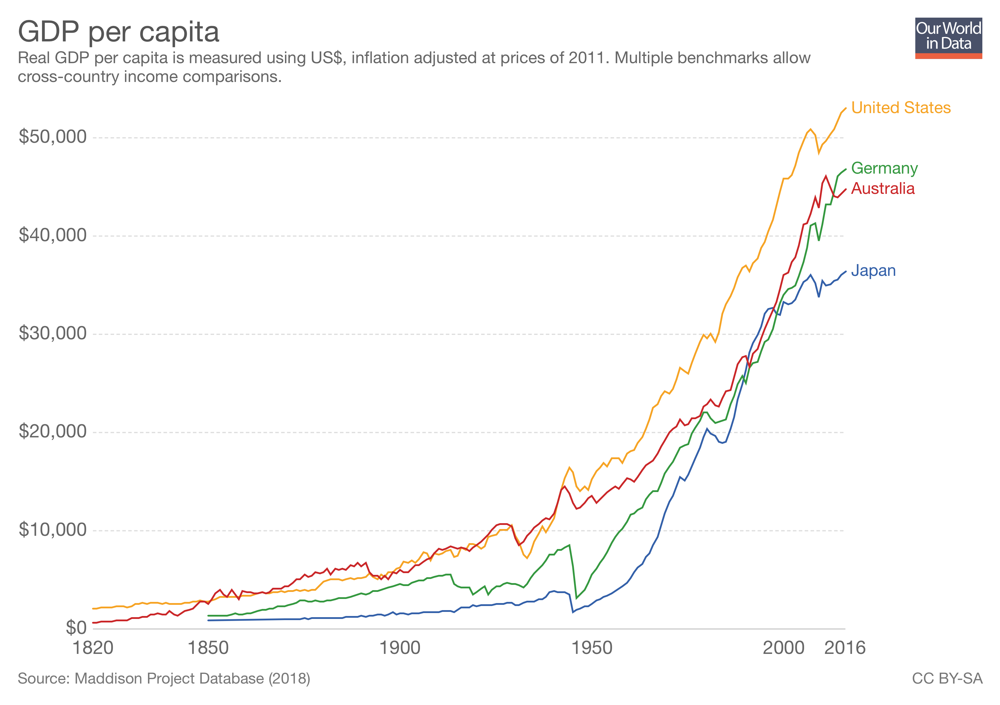 GDP per capita
Real GDP per capita is measured using US$, inflation adjusted at prices of 2011. Multiple benchmarks allow
cross-country income comparisons.
Our World
in Data
United States
$50,000
Germany
Australia
$40,000
Japan
$30,000
$20,000
$10,000
$0
1820 1850 1900 1950 2000 2016
Source: Maddison Project Database (2018)
CC BY-SA